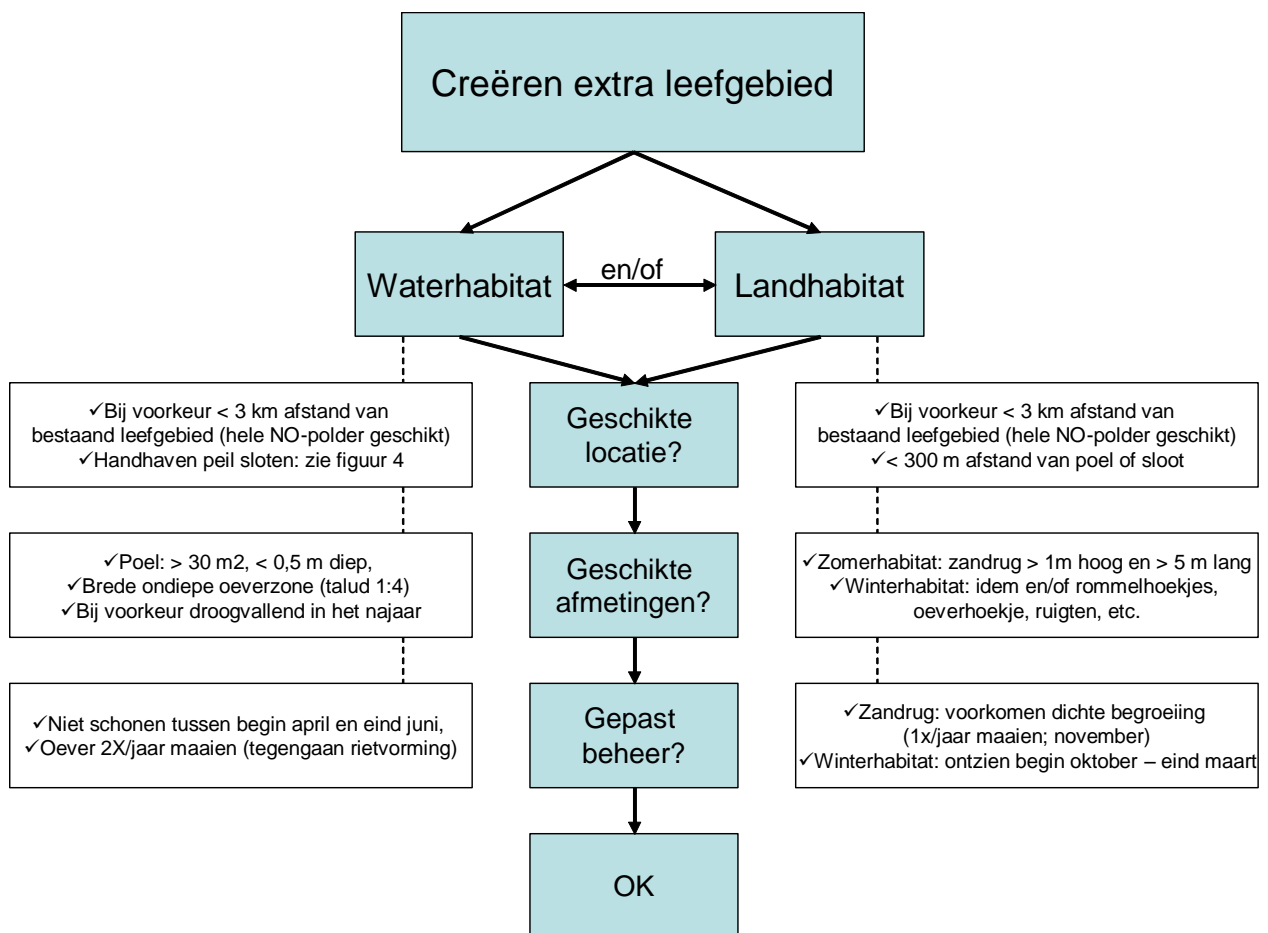 Creëren extra leefgebied
Waterhabitat
en/of
Landhabitat
✓Bij voorkeur < 3 km afstand van
bestaand leefgebied (hele NO-polder geschikt)
✓Handhaven peil sloten: zie figuur 4
Geschikte
locatie?
✓Bij voorkeur < 3 km afstand van
bestaand leefgebied (hele NO-polder geschikt)
✓< 300 m afstand van poel of sloot
✓Poel: > 30 m2, < 0,5 m diep,
✓Brede ondiepe oeverzone (talud 1:4)
✓Bij voorkeur droogvallend in het najaar
Geschikte
afmetingen?
✓Zomerhabitat: zandrug > 1m hoog en > 5 m lang
✓Winterhabitat: idem en/of rommelhoekjes,
oeverhoekje, ruigten, etc.
✓Niet schonen tussen begin april en eind juni,
✓Oever 2X/jaar maaien (tegengaan rietvorming)
Gepast
beheer?
✓Zandrug: voorkomen dichte begroeiing
(1x/jaar maaien; november)
✓Winterhabitat: ontzien begin oktober – eind maart
OK